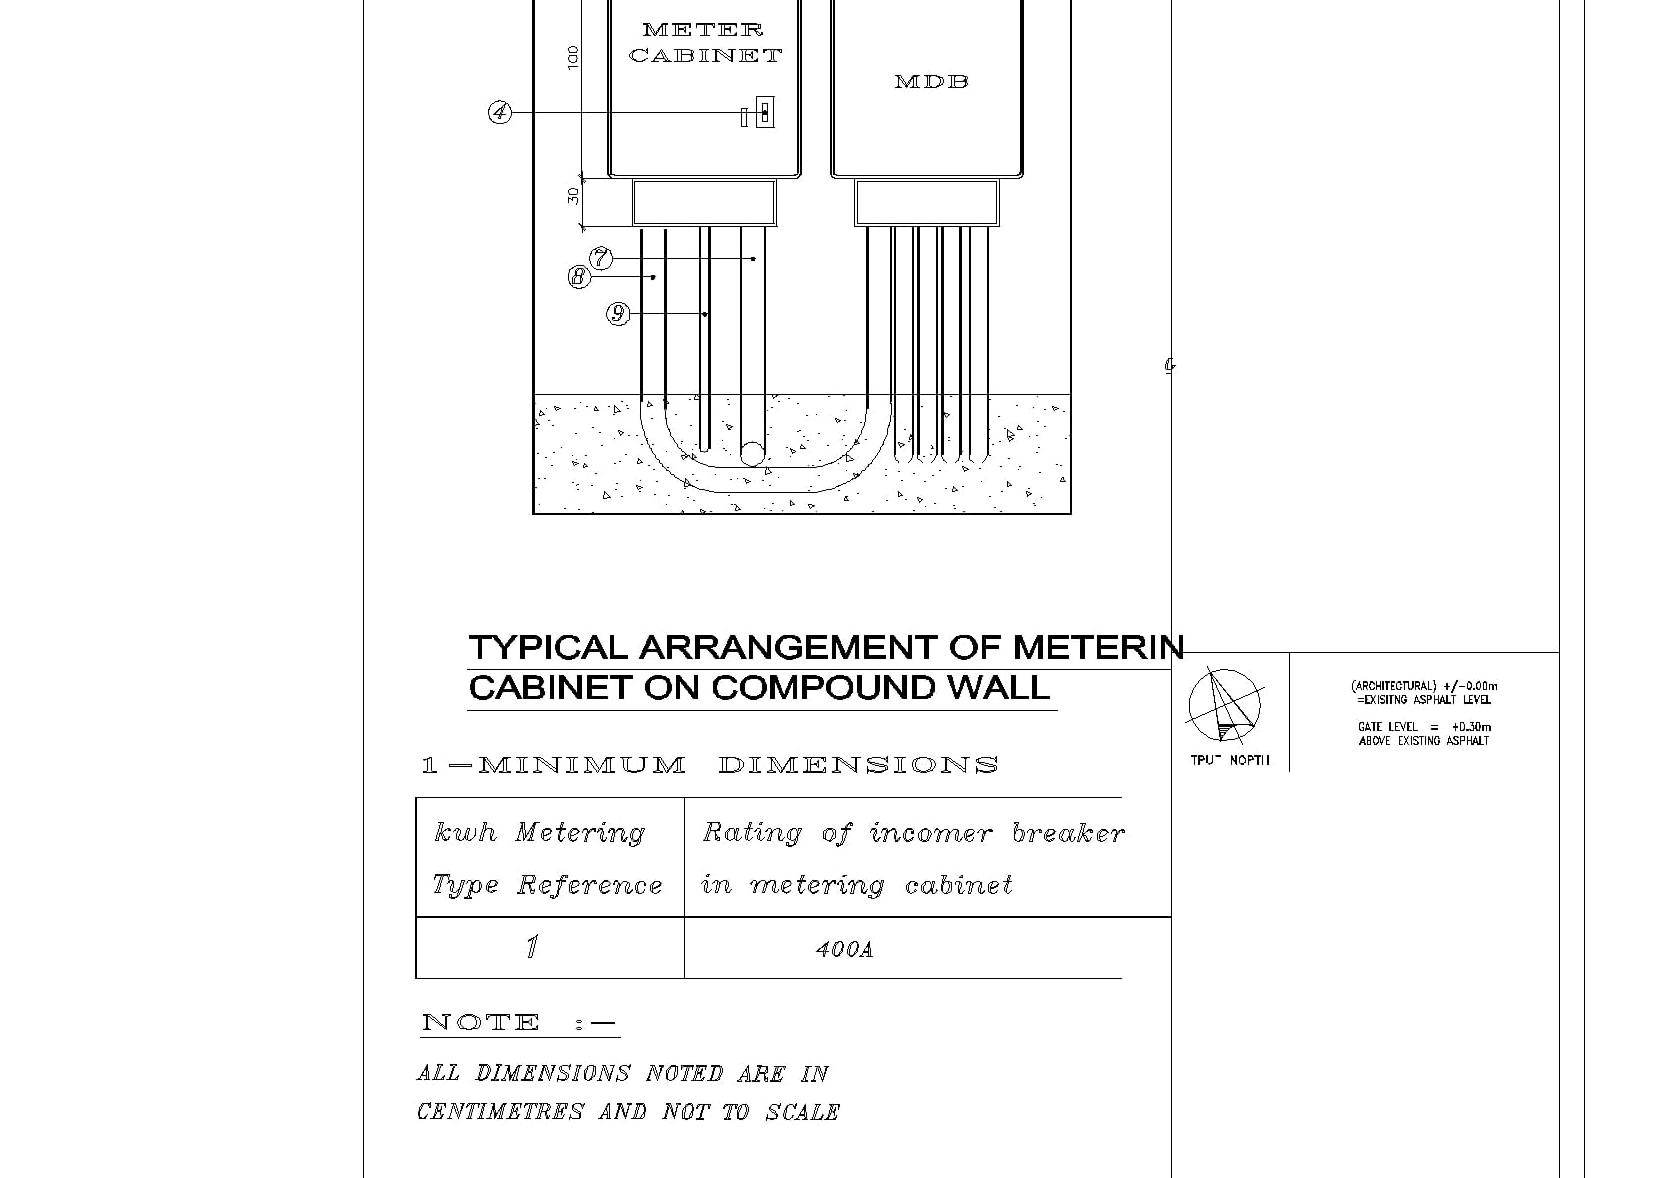 METER
CABINET
MDB
100
4
30
7
8
9
TYPICAL ARRANGEMENT OF METERIN
CABINET ON COMPOUND WALL
(ARCHITECTURAL) +/-0.00m
=EXISITNG ASPHALT LEVEL
GATE LEVEL = +0.30m
ABOVE EXISTING ASPHALT
1-MINIMUM DIMENSIONS
kwh Metering
Type Reference
Rating of incomer breaker
in metering cabinet
1
400A
NOTE :-
ALL DIMENSIONS NOTED ARE IN
CENTIMETRES AND NOT TO SCALE